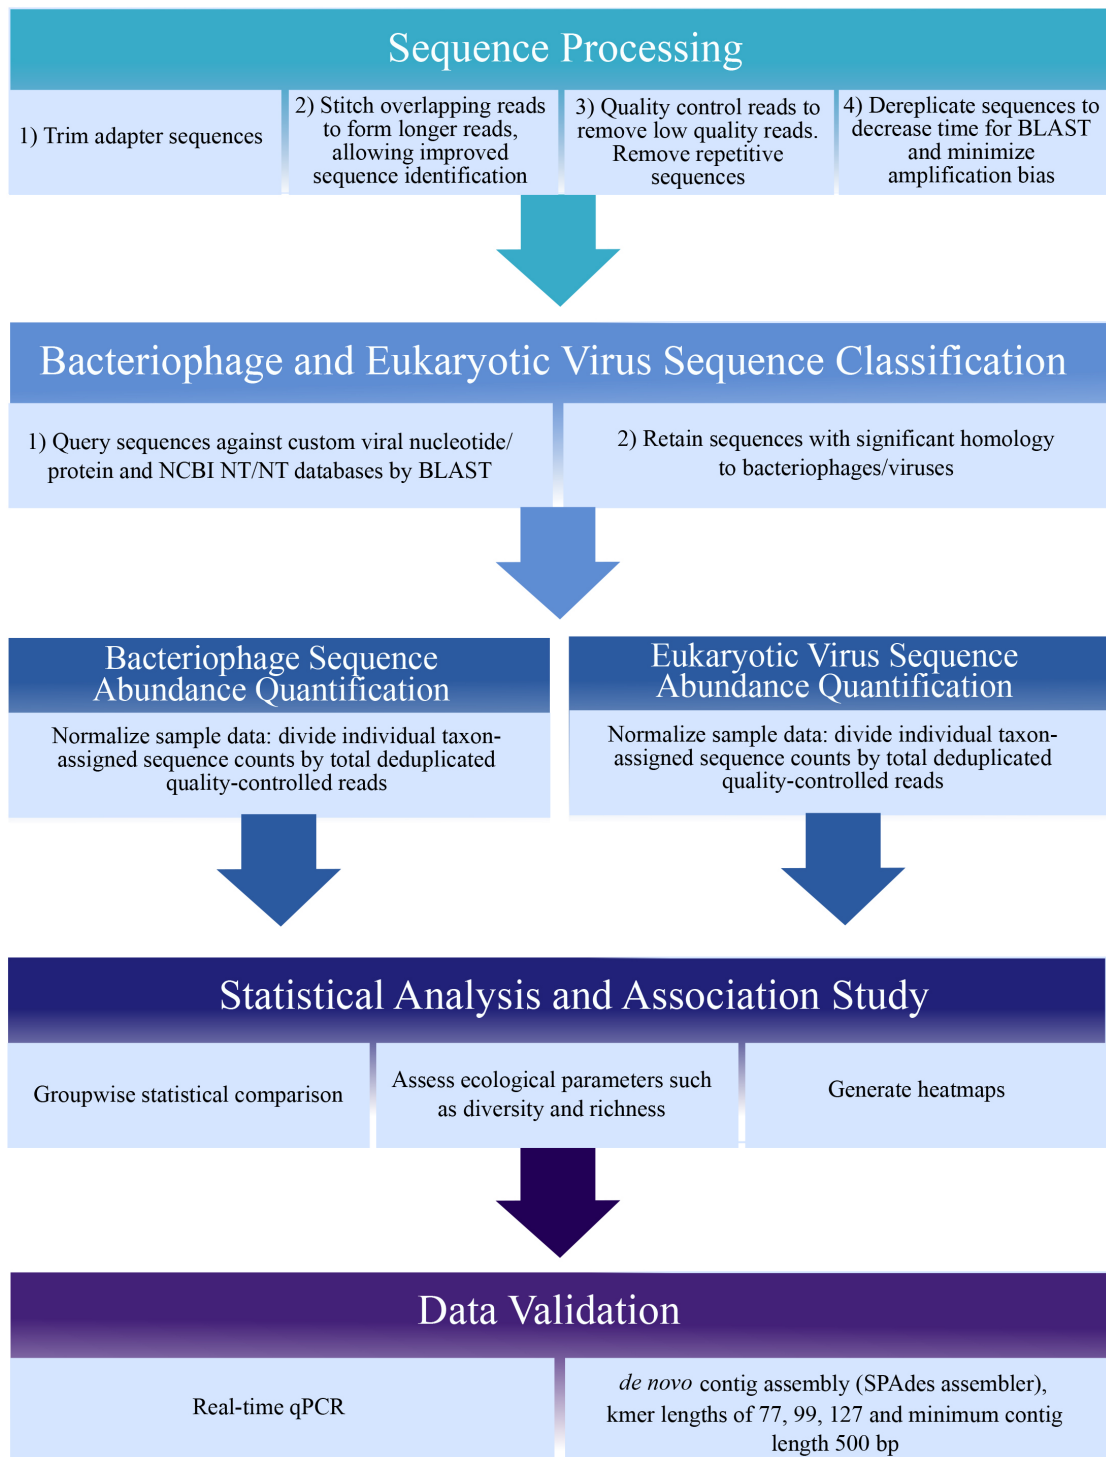 Sequence Processing
1) Trim adapter sequences
2) Stitch overlapping reads
to form longer reads,
allowing improved
sequence identification
3) Quality control reads to
remove low quality reads.
Remove repetitive
sequences
4) Dereplicate sequences to
decrease time for BLAST
and minimize
amplification bias
Bacteriophage and Eukaryotic Virus Sequence Classification
1) Query sequences against custom viral nucleotide/
protein and NCBI NT/NT databases by BLAST
2) Retain sequences with significant homology
to bacteriophages/viruses
Bacteriophage Sequence
Abundance Quantification
Normalize sample data: divide individual taxon-
assigned sequence counts by total deduplicated
quality-controlled reads
Eukaryotic Virus Sequence
Abundance Quantification
Normalize sample data: divide individual taxon-
assigned sequence counts by total deduplicated
quality-controlled reads
Statistical Analysis and Association Study
Groupwise statistical comparison
Assess ecological parameters such
as diversity and richness
Generate heatmaps
Data Validation
Real-time qPCR
de novo contig assembly (SPAdes assembler),
kmer lengths of 77, 99, 127 and minimum contig
length 500 bp